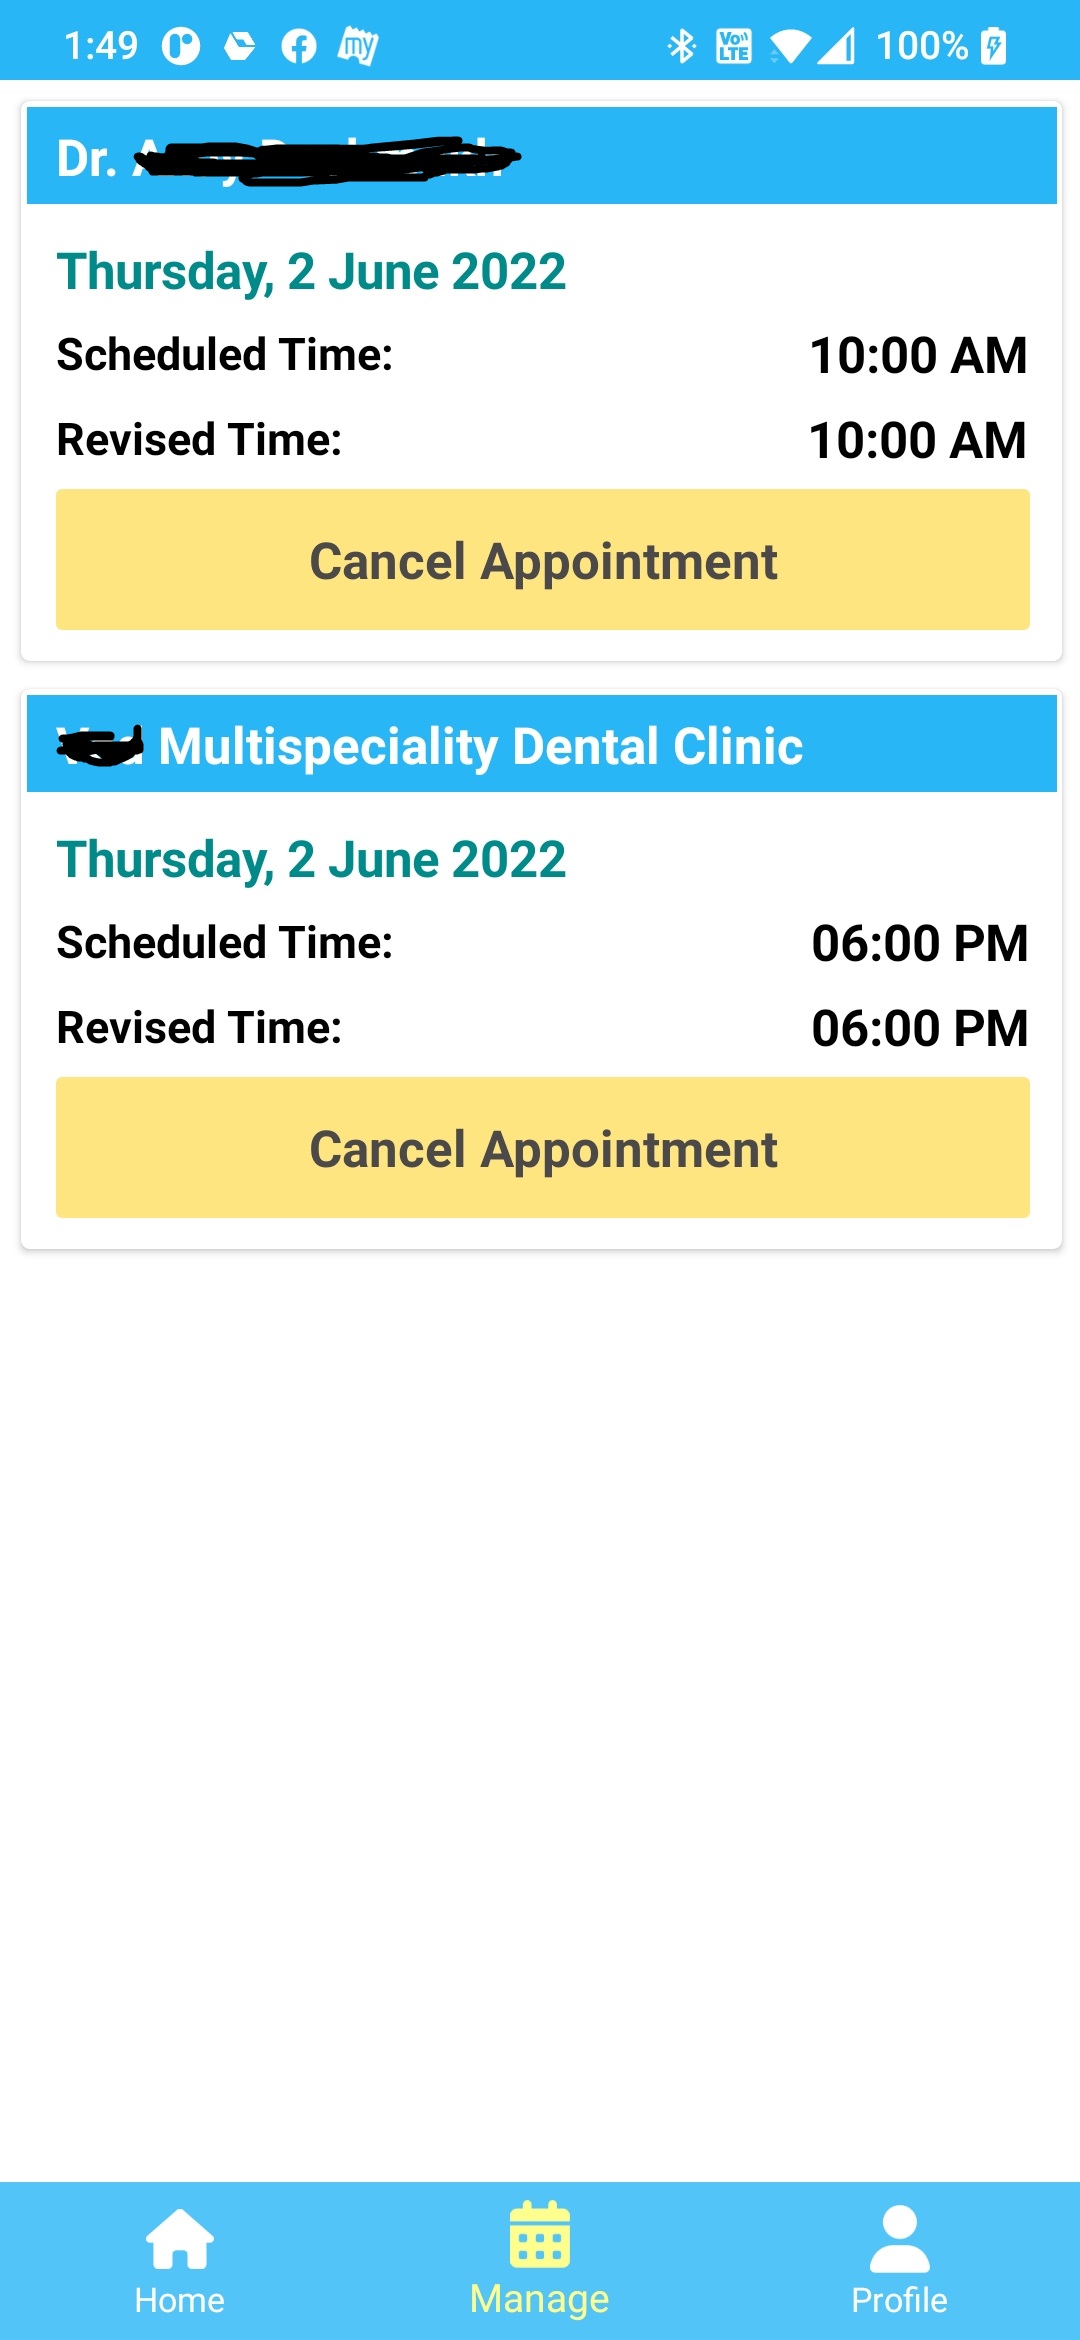 1:49 my Vo)) LTE 100%
Dr.
Thursday, 2 June 2022
Scheduled Time: 10:00 AM
Revised Time: 10:00 AM
Cancel Appointment
Multispeciality Dental Clinic
Thursday, 2 June 2022
Scheduled Time: 06:00 PM
Revised Time: 06:00 PM
Cancel Appointment
Home Manage Profile